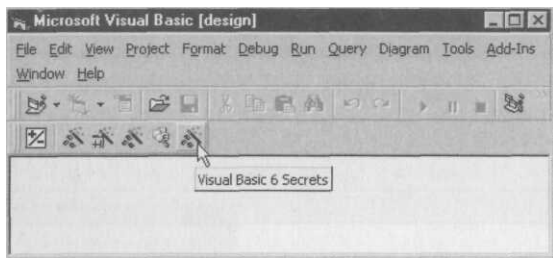 Microsoft Visual Basic [design]
File Edit View Project Format Debug Run Query Diagram Tools Add-Ins
Window Help
Visual Basic 6 Secrets